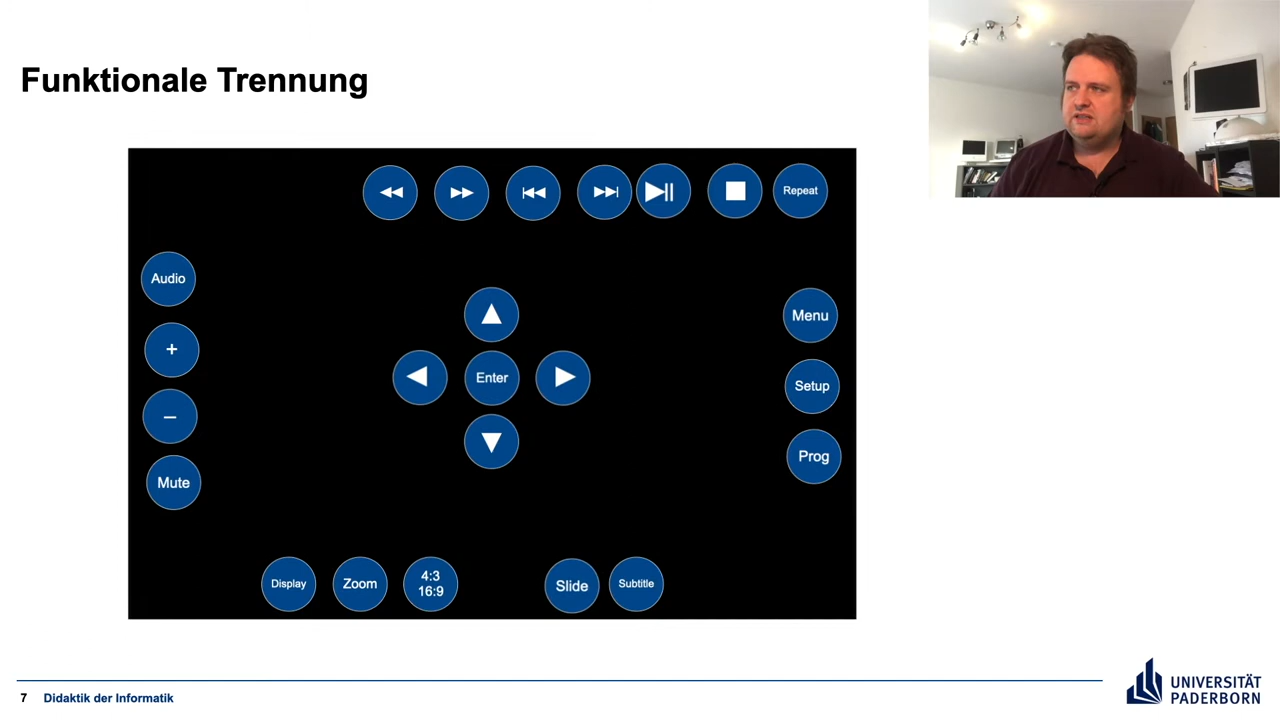 Funktionale Trennung
Repeat
Audio
+
–
Mute
Enter
Menu
Setup
Prog
Display
Zoom
4:3
16:9
Slide
Subtitle
7 Didaktik der Informatik
UNIVERSITÄT
PADERBORN